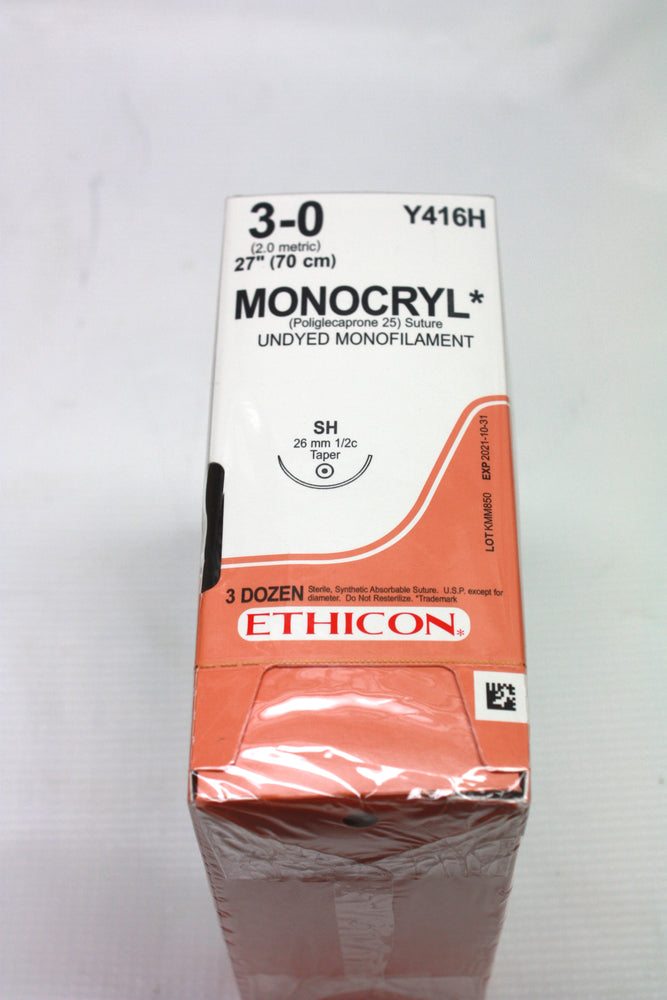 3-0
Y416H
(2.0 metric)
27" (70 cm)
MONOCRYL*
(Poliglecaprone 25) Suture
UNDYED MONOFILAMENT
SH
26 mm 1/2c
Taper
LOT KMM850 EXP 2021-10-31
3 DOZEN
Sterile, Synthetic Absorbable Suture. U.S.P. except for
diameter. Do Not Resterilize. *Trademark
ETHICON*